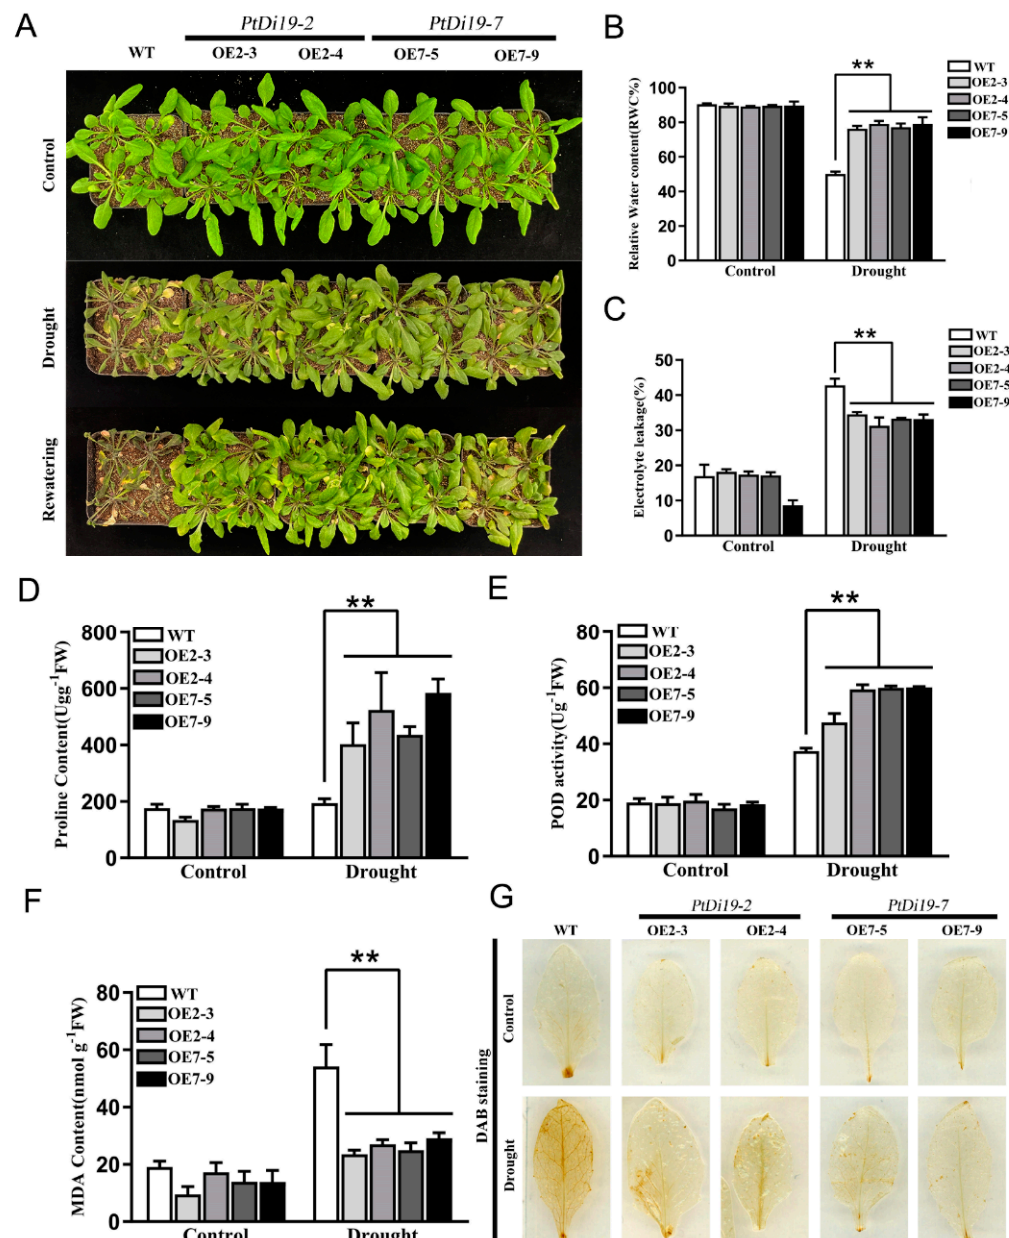 A
PtDi19-2 PtDi19-7
WT OE2-3 OE2-4 OE7-5 OE7-9
Control
Drought
Rewatering
B
Relative Water content(RWC%)
100
80
60
40
20
0
**
WT
OE2-3
OE2-4
OE7-5
OE7-9
Control Drought
C
Electrolyte leakage(%)
50
40
30
20
10
0
**
WT
OE2-3
OE2-4
OE7-5
OE7-9
Control Drought
D
Proline Content(Ugg⁻¹FW)
800
600
400
200
0
WT
OE2-3
OE2-4
OE7-5
OE7-9
**
Control Drought
E
POD activity(Ug⁻¹FW)
80
60
40
20
0
WT
OE2-3
OE2-4
OE7-5
OE7-9
**
Control Drought
F
MDA Content(nmol g⁻¹FW)
80
60
40
20
0
WT
OE2-3
OE2-4
OE7-5
OE7-9
**
Control Drought
G
PtDi19-2 PtDi19-7
WT OE2-3 OE2-4 OE7-5 OE7-9
DAB staining
Control
Drought